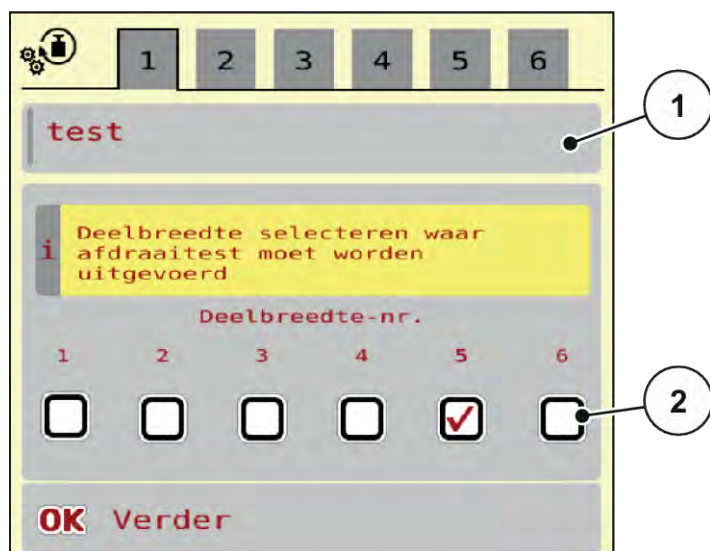 1 2 3 4 5 6
test
1
i
Deelbreedte selecteren waar
afdraaitest moet worden
uitgevoerd
Deelbreedte-nr.
1 2 3 4 5 6
2
OK Verder